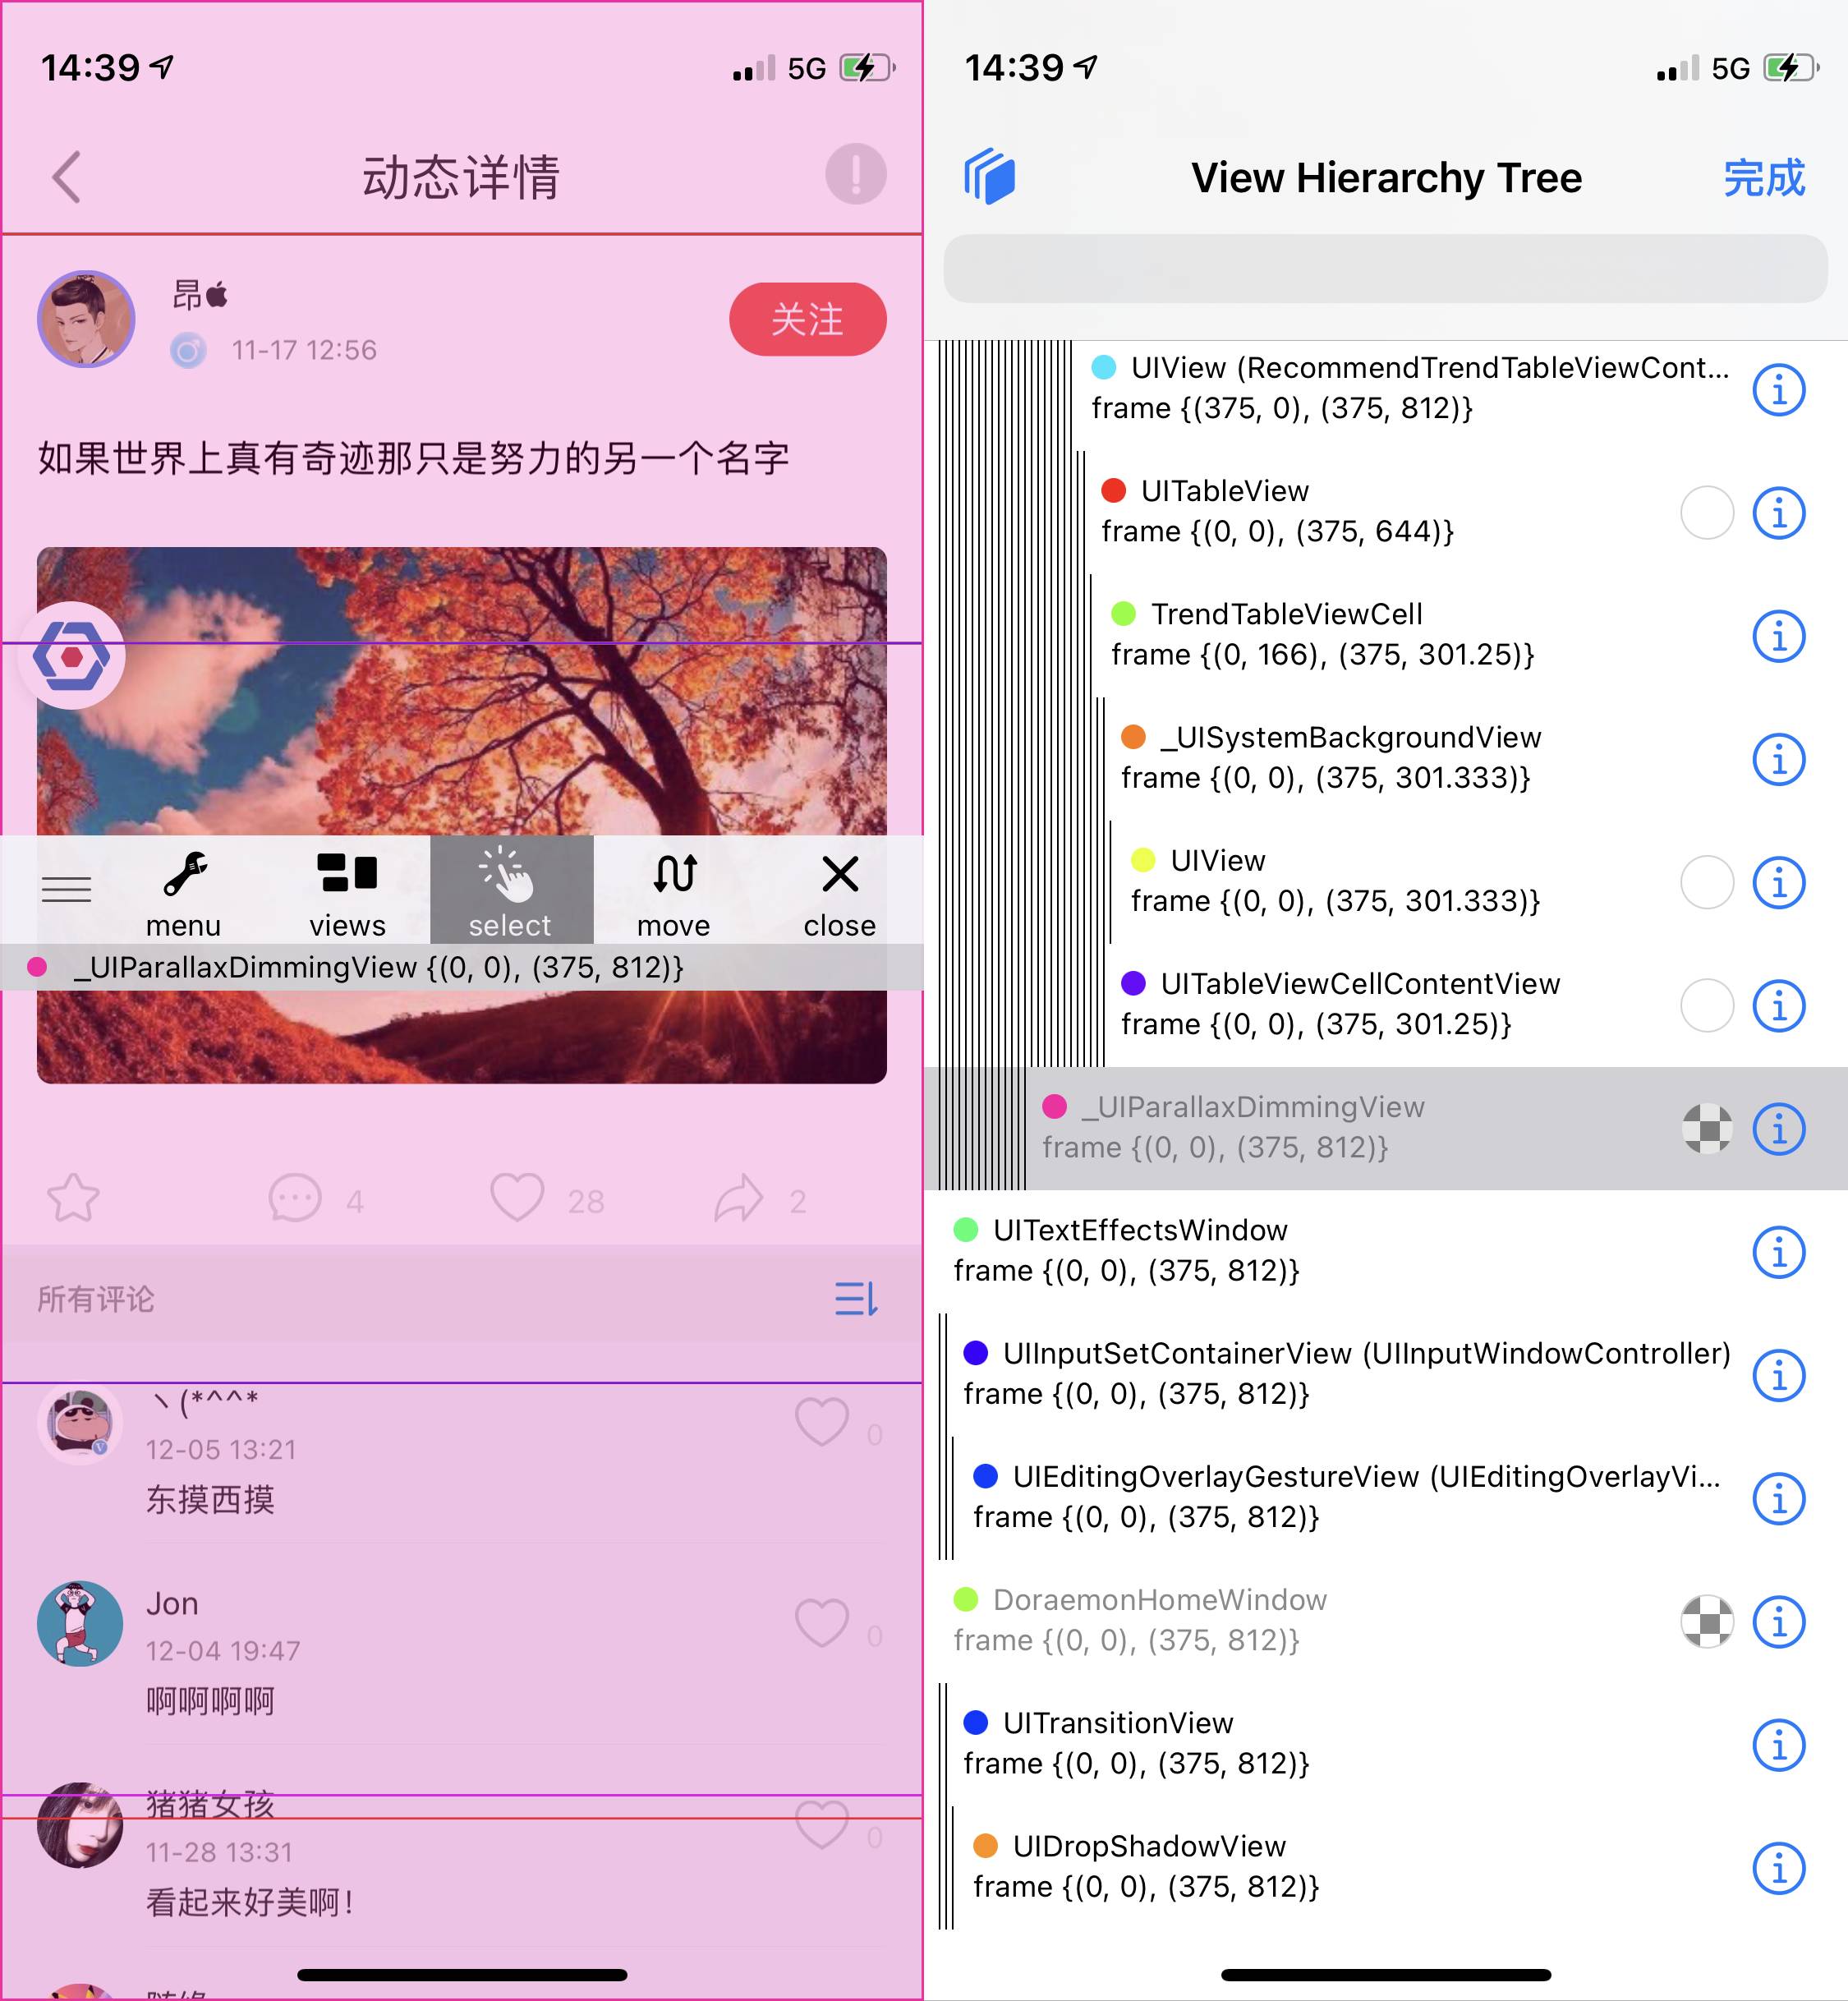 14:39
5G
动态详情
昂
11-17 12:56
关注
如果世界上真有奇迹那只是努力的另一个名字
menu
views
select
move
close
_UIParallaxDimmingView {(0, 0), (375, 812)}
4
28
2
所有评论
丶(*^^*
0
12-05 13:21
东摸西摸
Jon
0
12-04 19:47
啊啊啊啊
猪猪女孩
0
11-28 13:31
看起来好美啊!
14:39
5G
View Hierarchy Tree
完成
UIView (RecommendTrendTableViewCont...
frame {(375, 0), (375, 812)}
UITableView
frame {(0, 0), (375, 644)}
TrendTableViewCell
frame {(0, 166), (375, 301.25)}
_UISystemBackgroundView
frame {(0, 0), (375, 301.333)}
UIView
frame {(0, 0), (375, 301.333)}
UITableViewCellContentView
frame {(0, 0), (375, 301.25)}
_UIParallaxDimmingView
frame {(0, 0), (375, 812)}
UITextEffectsWindow
frame {(0, 0), (375, 812)}
UIInputSetContainerView (UIInputWindowController)
frame {(0, 0), (375, 812)}
UIEditingOverlayGestureView (UIEditingOverlayVi...
frame {(0, 0), (375, 812)}
DoraemonHomeWindow
frame {(0, 0), (375, 812)}
UITransitionView
frame {(0, 0), (375, 812)}
UIDropShadowView
frame {(0, 0), (375, 812)}